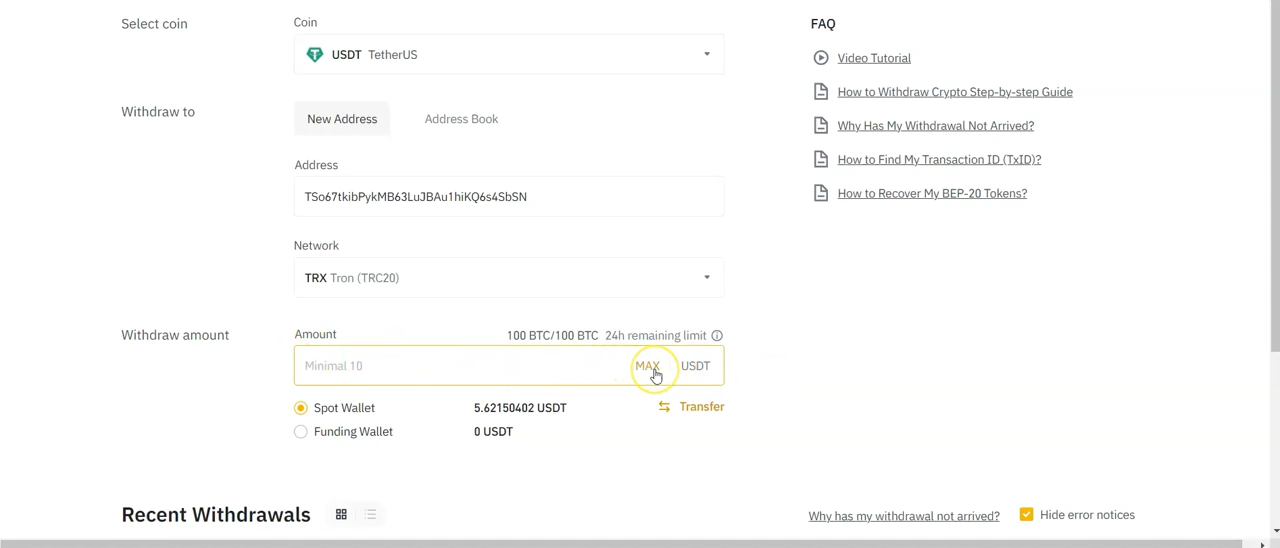 Select coin
Coin
USDT TetherUS
Withdraw to
New Address
Address Book
Address
TSo67tkibPykMB63LuJBAu1hiKQ6s4SbSN
Network
TRX Tron (TRC20)
Withdraw amount
Amount
100 BTC/100 BTC 24h remaining limit
Minimal 10
MAX
USDT
Spot Wallet
5.62150402 USDT
Transfer
Funding Wallet
0 USDT
FAQ
Video Tutorial
How to Withdraw Crypto Step-by-step Guide
Why Has My Withdrawal Not Arrived?
How to Find My Transaction ID (TxID)?
How to Recover My BEP-20 Tokens?
Recent Withdrawals
Why has my withdrawal not arrived?
Hide error notices